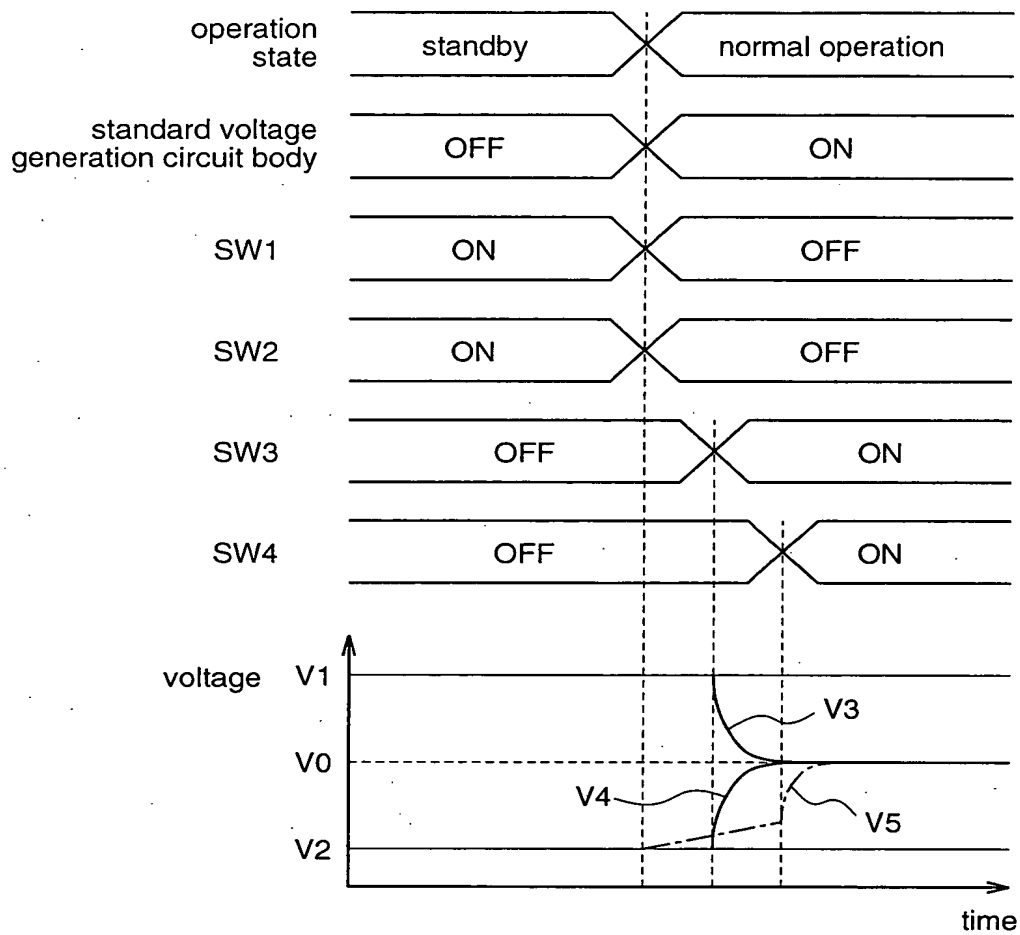 operation
state
standby
normal operation
standard voltage
generation circuit body
OFF
ON
SW1
ON
OFF
SW2
ON
OFF
SW3
OFF
ON
SW4
OFF
ON
voltage
V1
V3
V0
V4
V5
V2
time